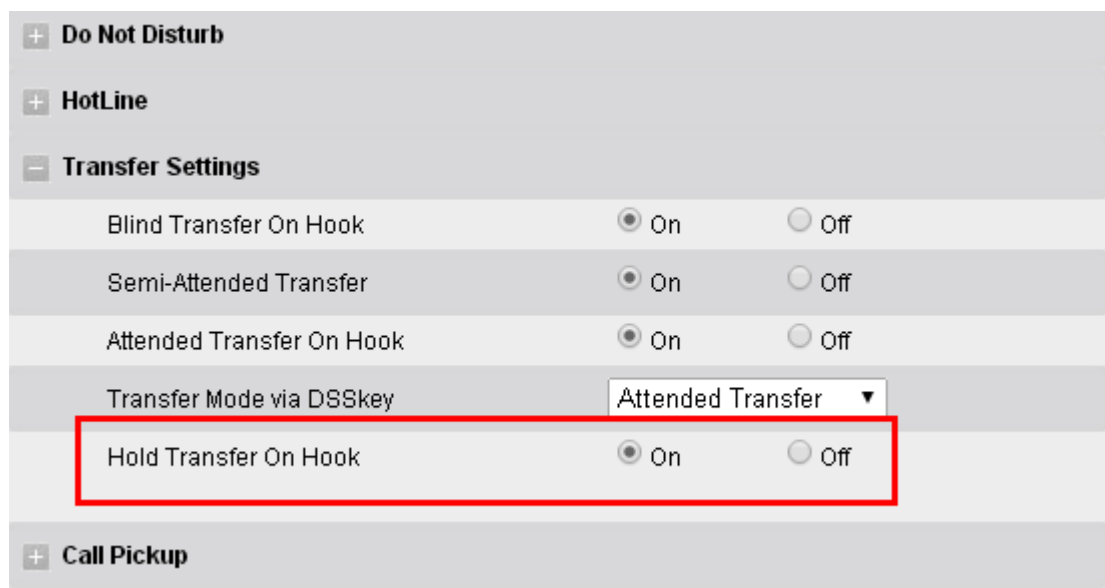 Do Not Disturb
HotLine
Transfer Settings
Blind Transfer On Hook On Off
Semi-Attended Transfer On Off
Attended Transfer On Hook On Off
Transfer Mode via DSSkey Attended Transfer
Hold Transfer On Hook On Off
Call Pickup